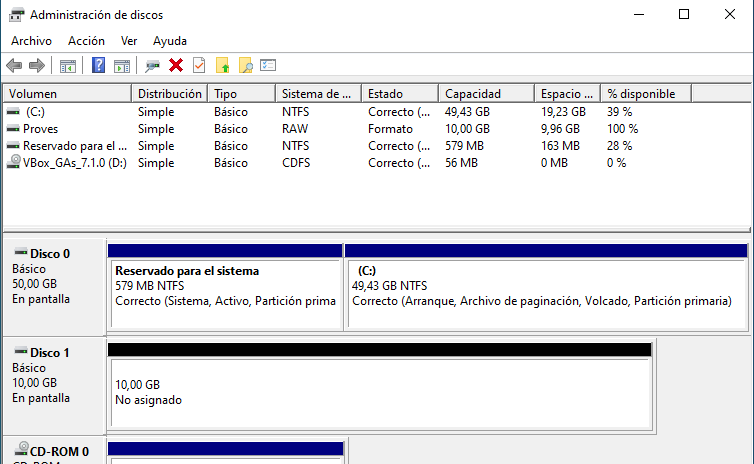 Administración de discos
Archivo Acción Ver Ayuda
Volumen Distribución Tipo Sistema de ... Estado Capacidad Espacio ... % disponible
(C:) Simple Básico NTFS Correcto (... 49,43 GB 19,23 GB 39 %
Proves Simple Básico RAW Formato 10,00 GB 9,96 GB 100 %
Reservado para el ... Simple Básico NTFS Correcto (... 579 MB 163 MB 28 %
VBox_GAs_7.1.0 (D:) Simple Básico CDFS Correcto (... 56 MB 0 MB 0 %
Disco 0
Básico
50,00 GB
En pantalla
Reservado para el sistema
579 MB NTFS
Correcto (Sistema, Activo, Partición prima
(C:)
49,43 GB NTFS
Correcto (Arranque, Archivo de paginación, Volcado, Partición primaria)
Disco 1
Básico
10,00 GB
En pantalla
10,00 GB
No asignado
CD-ROM 0